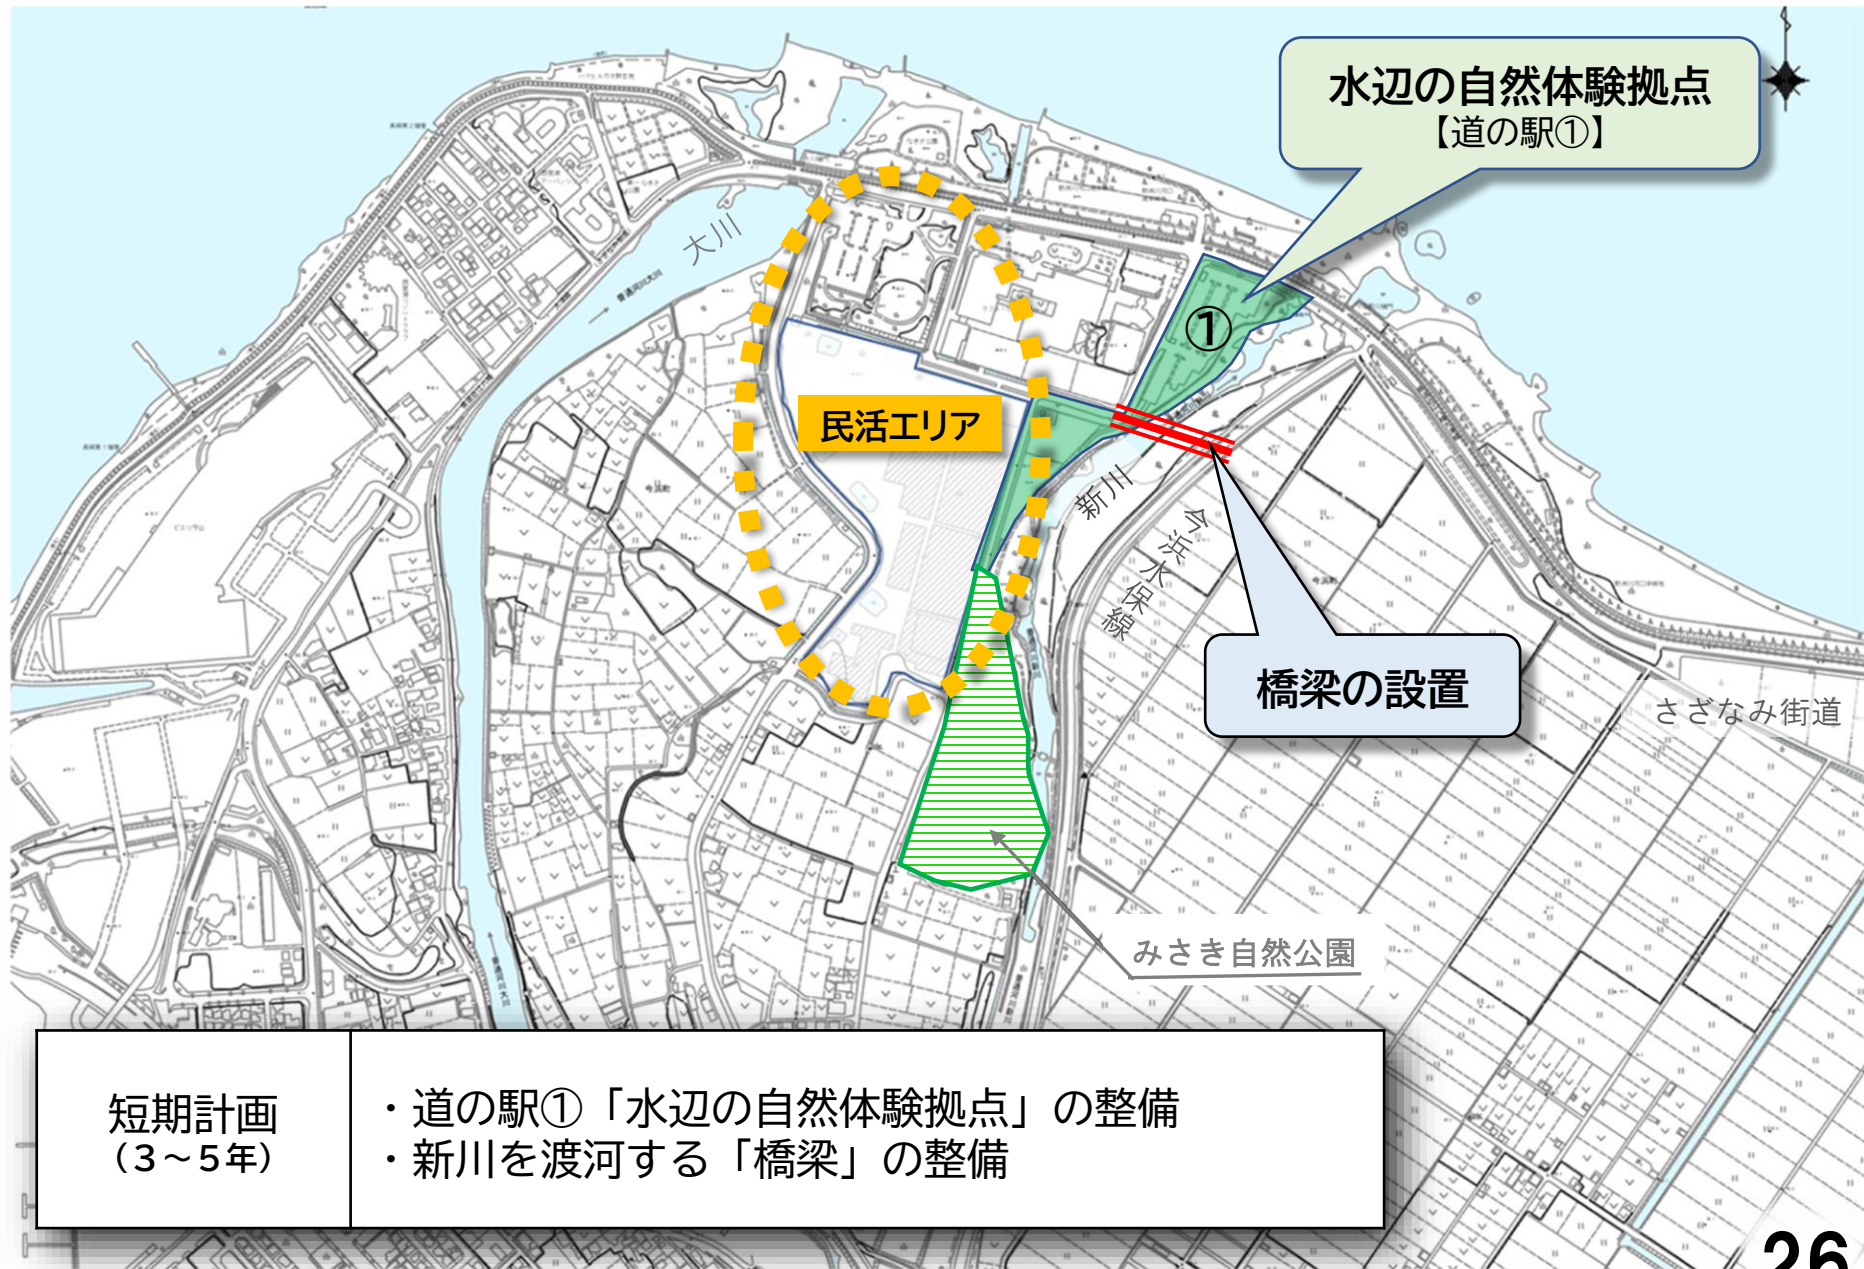 水辺の自然体験拠点
【道の駅①】
大川
①
民活エリア
新川
今浜水保線
橋梁の設置
さざなみ街道
みさき自然公園
短期計画
（３～５年）
・道の駅①「水辺の自然体験拠点」の整備
・新川を渡河する「橋梁」の整備
26